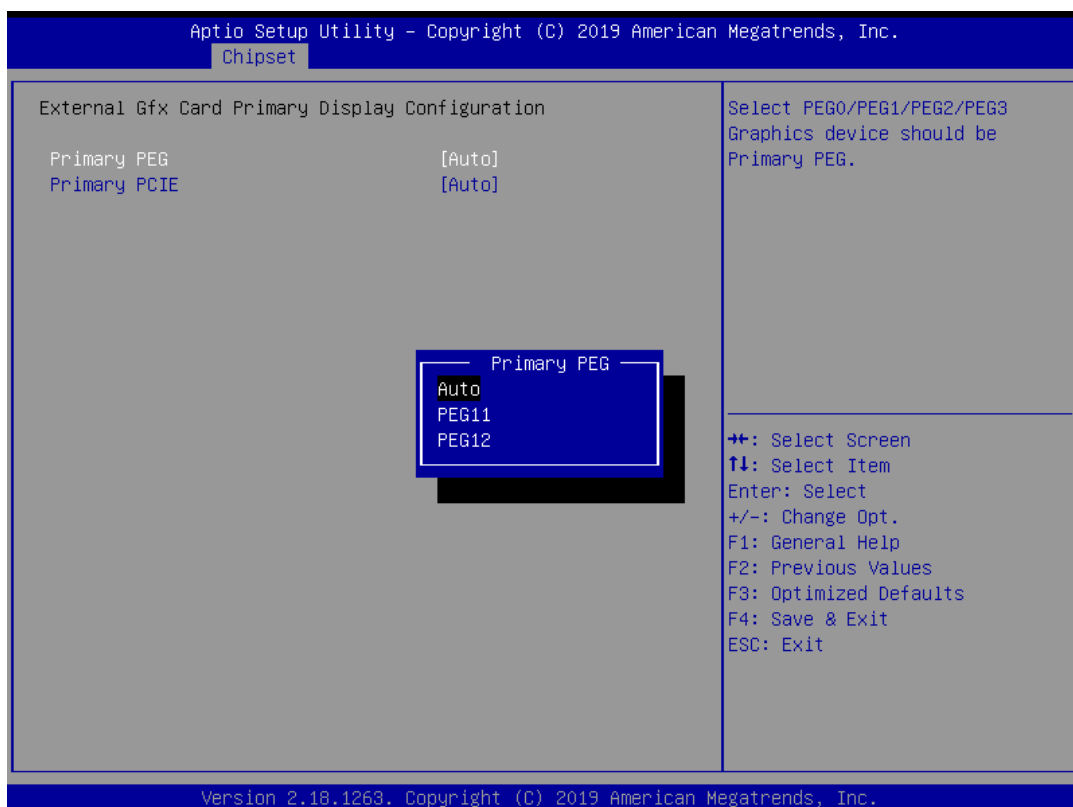 Aptio Setup Utility – Copyright (C) 2019 American Megatrends, Inc.
Chipset
External Gfx Card Primary Display Configuration
Primary PEG [Auto]
Primary PCIE [Auto]
Select PEG0/PEG1/PEG2/PEG3
Graphics device should be
Primary PEG.
Primary PEG
Auto
PEG11
PEG12
→←: Select Screen
↑↓: Select Item
Enter: Select
+/-: Change Opt.
F1: General Help
F2: Previous Values
F3: Optimized Defaults
F4: Save & Exit
ESC: Exit
Version 2.18.1263. Copyright (C) 2019 American Megatrends, Inc.